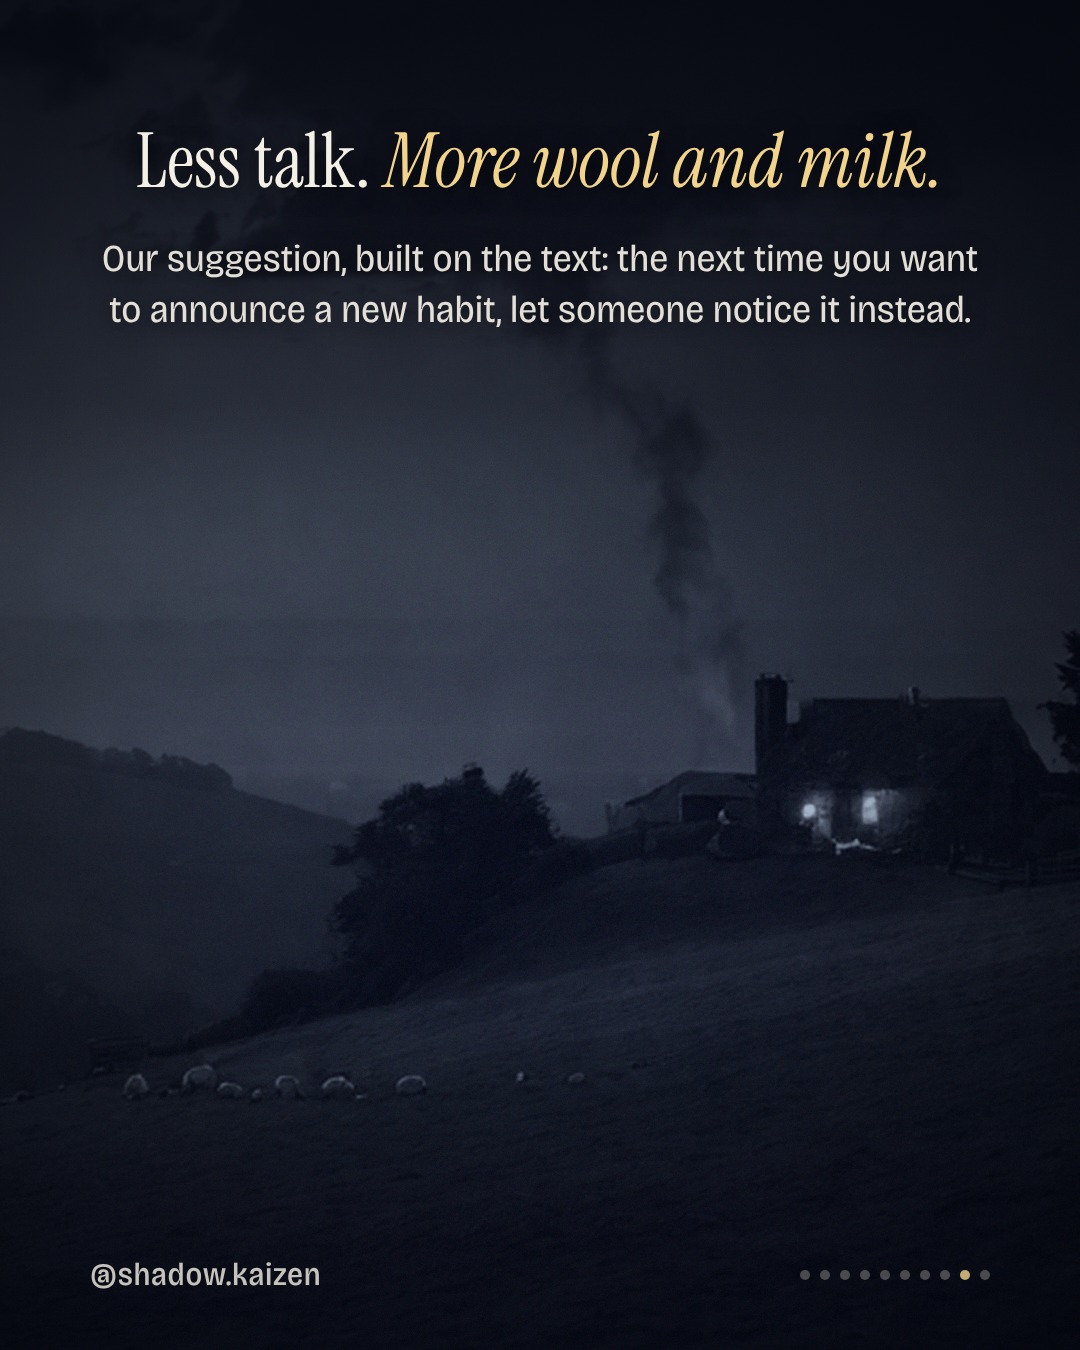 Less talk. More wool and milk.
Our suggestion, built on the text: the next time you want
to announce a new habit, let someone notice it instead.
@shadow.kaizen